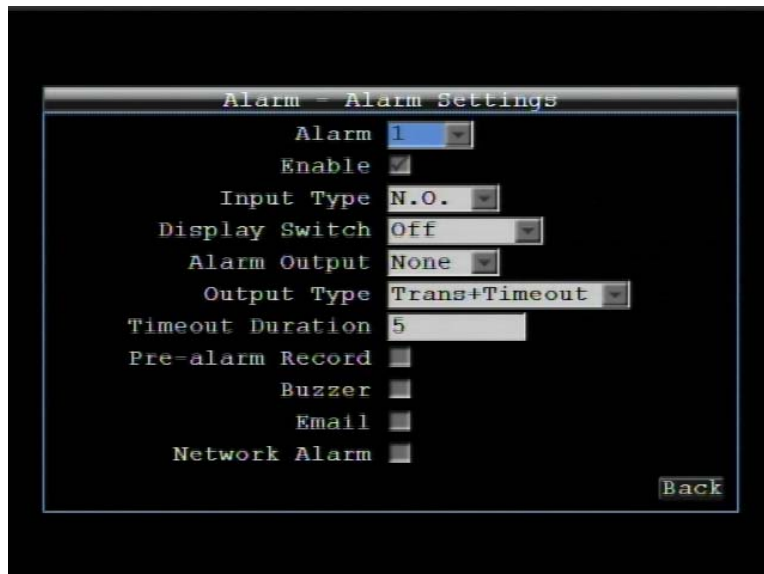 Alarm - Alarm Settings
Alarm 1
Enable
Input Type N.O.
Display Switch Off
Alarm Output None
Output Type Trans+Timeout
Timeout Duration 5
Pre-alarm Record
Buzzer
Email
Network Alarm
Back